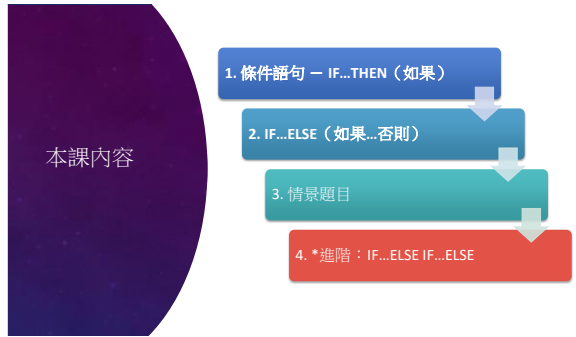 本課內容
1. 條件語句 – IF…THEN（如果）
2. IF…ELSE（如果…否則）
3. 情景題目
4. *進階：IF…ELSE IF…ELSE